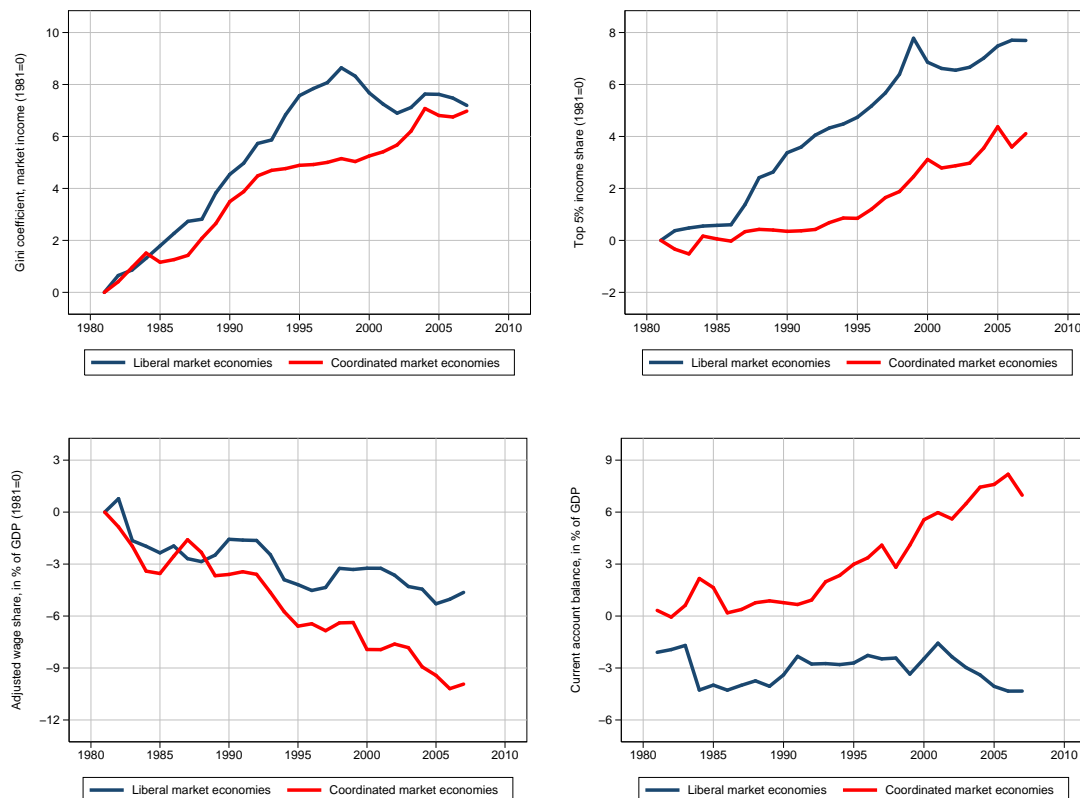 Gini coefficient, market income (1981=0)
10
8
6
4
2
0
1980 1985 1990 1995 2000 2005 2010
Liberal market economies Coordinated market economies
Top 5% income share (1981=0)
8
6
4
2
0
−2
1980 1985 1990 1995 2000 2005 2010
Liberal market economies Coordinated market economies
Adjusted wage share, in % of GDP (1981=0)
3
0
−3
−6
−9
−12
1980 1985 1990 1995 2000 2005 2010
Liberal market economies Coordinated market economies
Current account balance, in % of GDP
9
6
3
0
−3
−6
1980 1985 1990 1995 2000 2005 2010
Liberal market economies Coordinated market economies